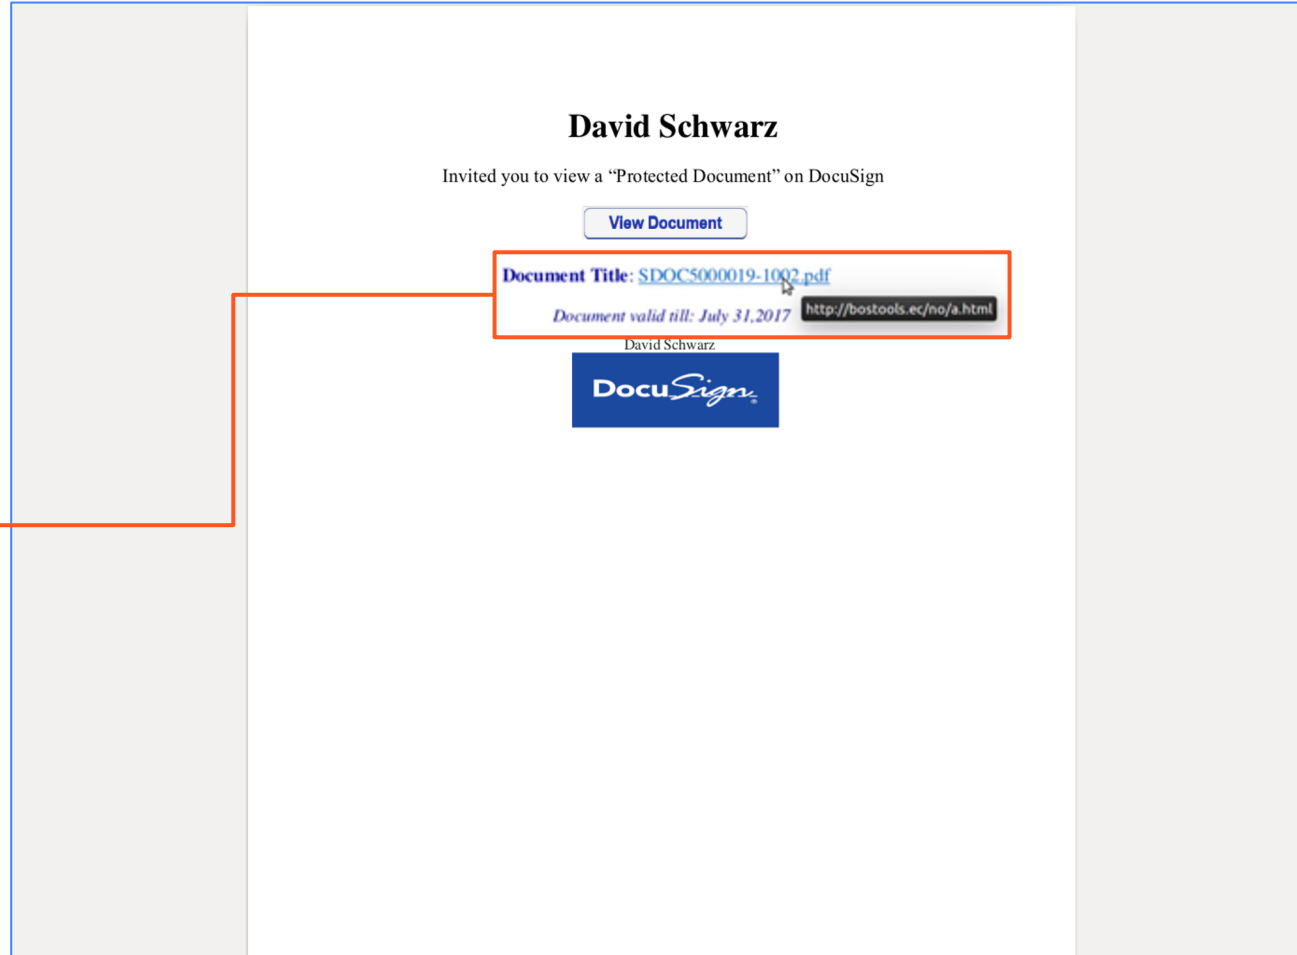 David Schwarz
Invited you to view a “Protected Document” on DocuSign
View Document
Document Title: SDOC5000019-1002.pdf
http://bostools.ec/no/a.html
Document valid till: July 31,2017
David Schwarz
DocuSign®